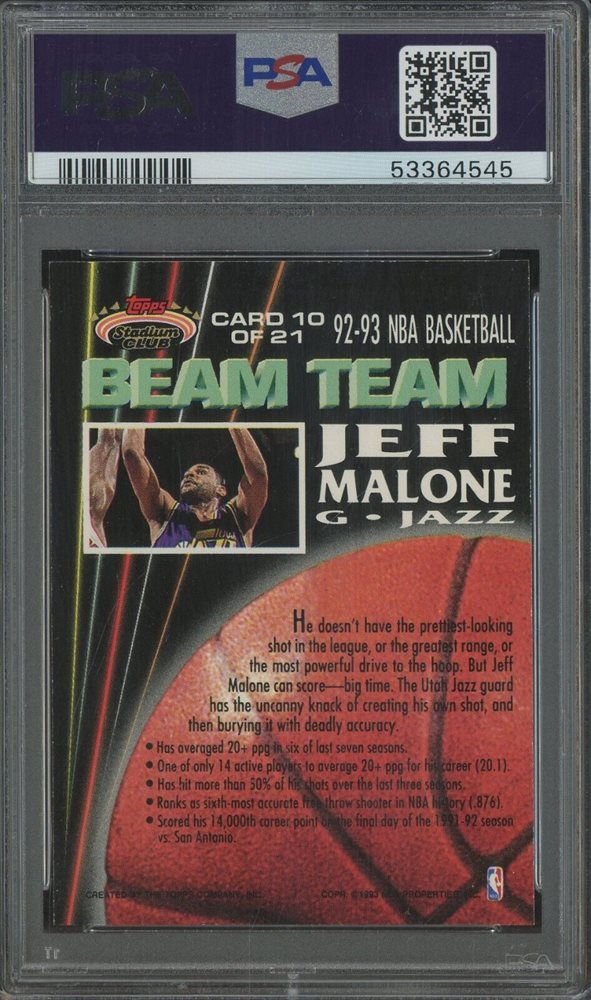 PSA
PSA
53364545
Topps
Stadium
CLUB
CARD 10
OF 21
92-93 NBA BASKETBALL
BEAM TEAM
JEFF
MALONE
G • JAZZ
He doesn't have the prettiest-looking
shot in the league, or the greatest range, or
the most powerful drive to the hoop. But Jeff
Malone can score—big time. The Utah Jazz guard
has the uncanny knack of creating his own shot, and
then burying it with deadly accuracy.
• Has averaged 20+ ppg in six of last seven seasons.
• One of only 14 active players to average 20+ ppg for his career (20.1).
• Has hit more than 50% of his shots over the last three seasons.
• Ranks as sixth-most accurate free throw shooter in NBA history (.876).
• Scored his 14,000th career point on the final day of the 1991-92 season
vs. San Antonio.
CREATED BY THE TOPPS COMPANY, INC.
COPR. ©1993 NBA PROPERTIES, INC.
PSA